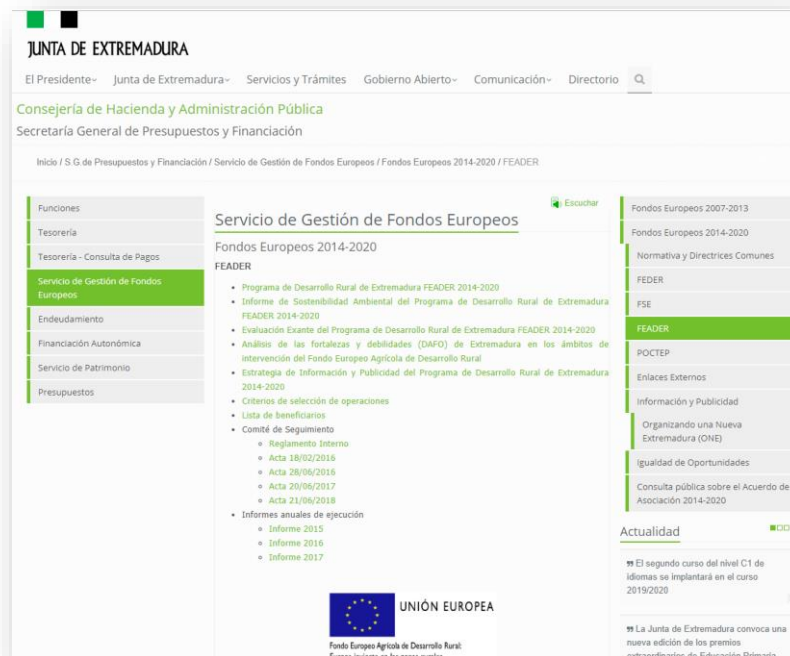 JUNTA DE EXTREMADURA
El Presidente Junta de Extremadura Servicios y Trámites Gobierno Abierto Comunicación Directorio
Consejería de Hacienda y Administración Pública
Secretaría General de Presupuestos y Financiación
Inicio / S.G.de Presupuestos y Financiación / Servicio de Gestión de Fondos Europeos / Fondos Europeos 2014-2020 / FEADER
Funciones
Tesorería
Tesorería - Consulta de Pagos
Servicio de Gestión de Fondos
Europeos
Endeudamiento
Financiación Autonómica
Servicio de Patrimonio
Presupuestos
Escuchar
Servicio de Gestión de Fondos Europeos
Fondos Europeos 2014-2020
FEADER
Programa de Desarrollo Rural de Extremadura FEADER 2014-2020
Informe de Sostenibilidad Ambiental del Programa de Desarrollo Rural de Extremadura
FEADER 2014-2020
Evaluación Exante del Programa de Desarrollo Rural de Extremadura FEADER 2014-2020
Análisis de las fortalezas y debilidades (DAFO) de Extremadura en los ámbitos de
intervención del Fondo Europeo Agrícola de Desarrollo Rural
Estrategia de Información y Publicidad del Programa de Desarrollo Rural de Extremadura
2014-2020
Criterios de selección de operaciones
Lista de beneficiarios
Comité de Seguimiento
Reglamento Interno
Acta 18/02/2016
Acta 28/06/2016
Acta 20/06/2017
Acta 21/06/2018
Informes anuales de ejecución
Informe 2015
Informe 2016
Informe 2017
UNIÓN EUROPEA
Fondo Europeo Agrícola de Desarrollo Rural:
Europa invierte en las zonas rurales
Fondos Europeos 2007-2013
Fondos Europeos 2014-2020
Normativa y Directrices Comunes
FEDER
FSE
FEADER
POCTEP
Enlaces Externos
Información y Publicidad
Organizando una Nueva
Extremadura (ONE)
Igualdad de Oportunidades
Consulta pública sobre el Acuerdo de
Asociación 2014-2020
Actualidad
El segundo curso del nivel C1 de
idiomas se implantará en el curso
2019/2020
La Junta de Extremadura convoca una
nueva edición de los premios
extraordinarios de Educación Primaria